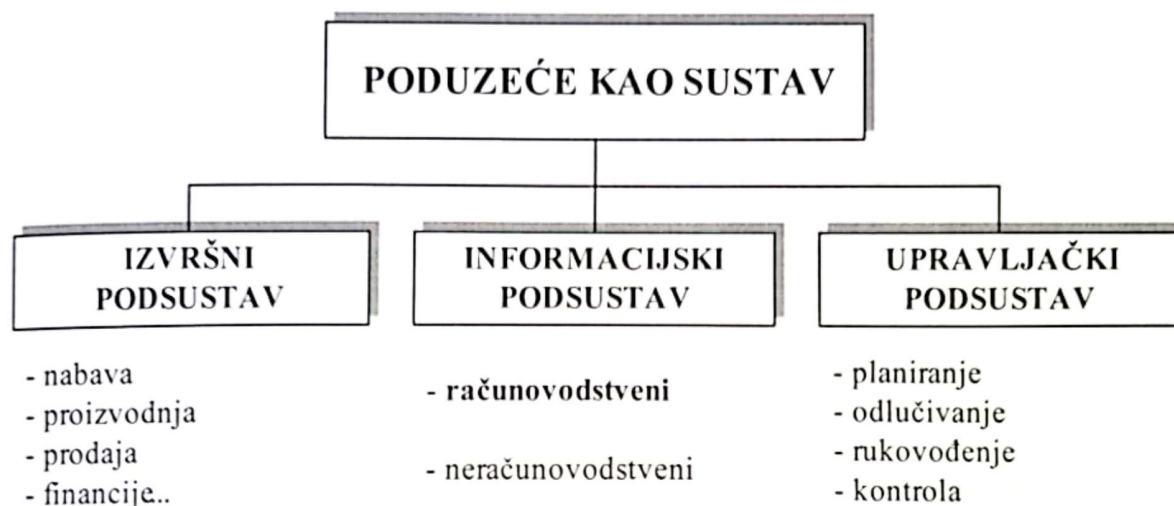 PODUZEĆE KAO SUSTAV
IZVRŠNI
PODSUSTAV
- nabava
- proizvodnja
- prodaja
- financije..
INFORMACIJSKI
PODSUSTAV
- računovodstveni
- neračunovodstveni
UPRAVLJAČKI
PODSUSTAV
- planiranje
- odlučivanje
- rukovođenje
- kontrola